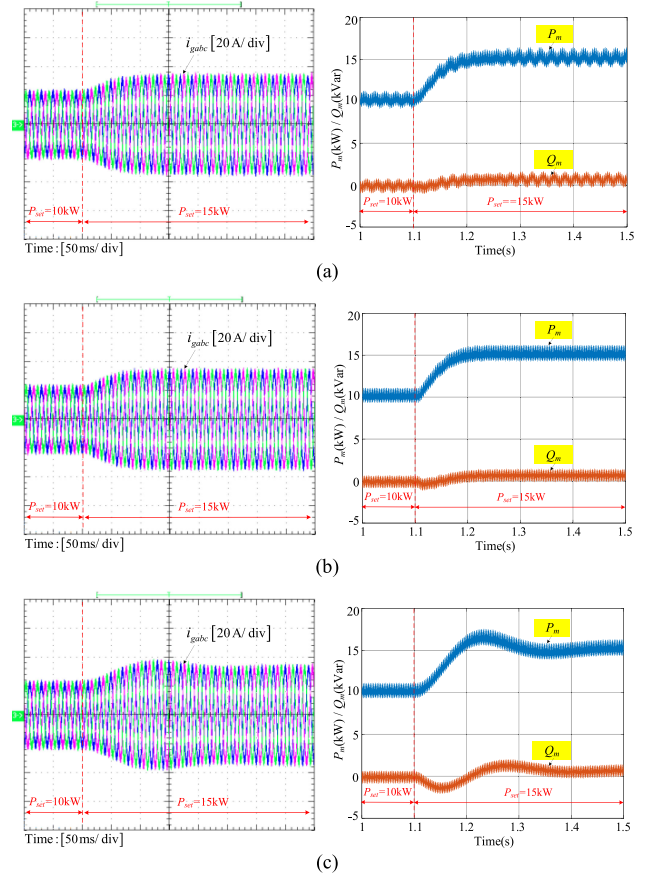 i_gabc [20 A/ div]
P_set=10kW
P_set=15kW
Time : [50 ms/ div]
P_m(kW) / Q_m(kVar)
20
15
10
5
0
-5
P_m
Q_m
P_set=10kW
P_set==15kW
1 1.1 1.2 1.3 1.4 1.5
Time(s)
(a)
i_gabc [20 A/ div]
P_set=10kW
P_set=15kW
Time : [50 ms/ div]
P_m(kW) / Q_m(kVar)
20
15
10
5
0
-5
P_m
Q_m
P_set=10kW
P_set=15kW
1 1.1 1.2 1.3 1.4 1.5
Time(s)
(b)
i_gabc [20 A/ div]
P_set=10kW
P_set=15kW
Time : [50 ms/ div]
P_m(kW) / Q_m(kVar)
20
15
10
5
0
-5
P_m
Q_m
P_set=10kW
P_set=15kW
1 1.1 1.2 1.3 1.4 1.5
Time(s)
(c)